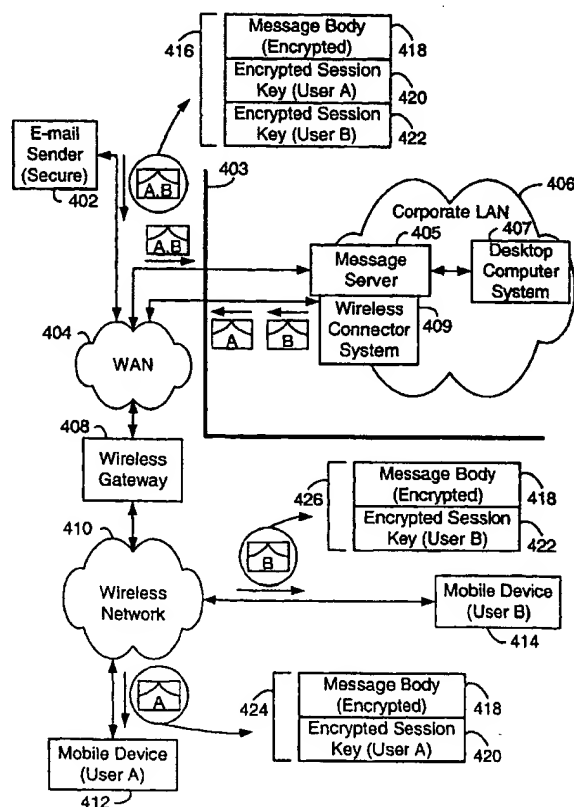 416
Message Body
(Encrypted)
418
Encrypted Session
Key (User A)
420
Encrypted Session
Key (User B)
422
E-mail
Sender
(Secure)
402
A,B
403
406
Corporate LAN
405
407
Message
Server
Desktop
Computer
System
A,B
Wireless
Connector
System
409
A
B
404
WAN
408
Wireless
Gateway
426
Message Body
(Encrypted)
418
Encrypted Session
Key (User B)
422
410
B
Wireless
Network
Mobile Device
(User B)
414
A
424
Message Body
(Encrypted)
418
Encrypted Session
Key (User A)
420
Mobile Device
(User A)
412